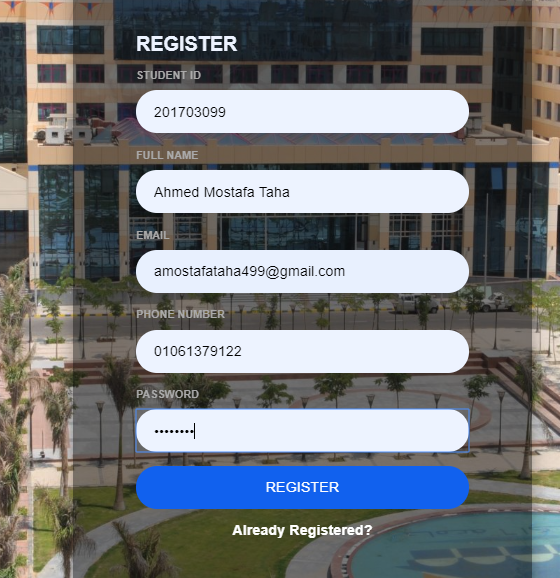 REGISTER
STUDENT ID
201703099
FULL NAME
Ahmed Mostafa Taha
EMAIL
amostafataha499@gmail.com
PHONE NUMBER
01061379122
PASSWORD
••••••••
REGISTER
Already Registered?